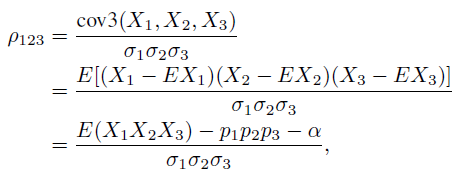 ρ₁₂₃ = cov3(X₁, X₂, X₃) / σ₁σ₂σ₃
= E[(X₁ − EX₁)(X₂ − EX₂)(X₃ − EX₃)] / σ₁σ₂σ₃
= E(X₁X₂X₃) − p₁p₂p₃ − α / σ₁σ₂σ₃ ,